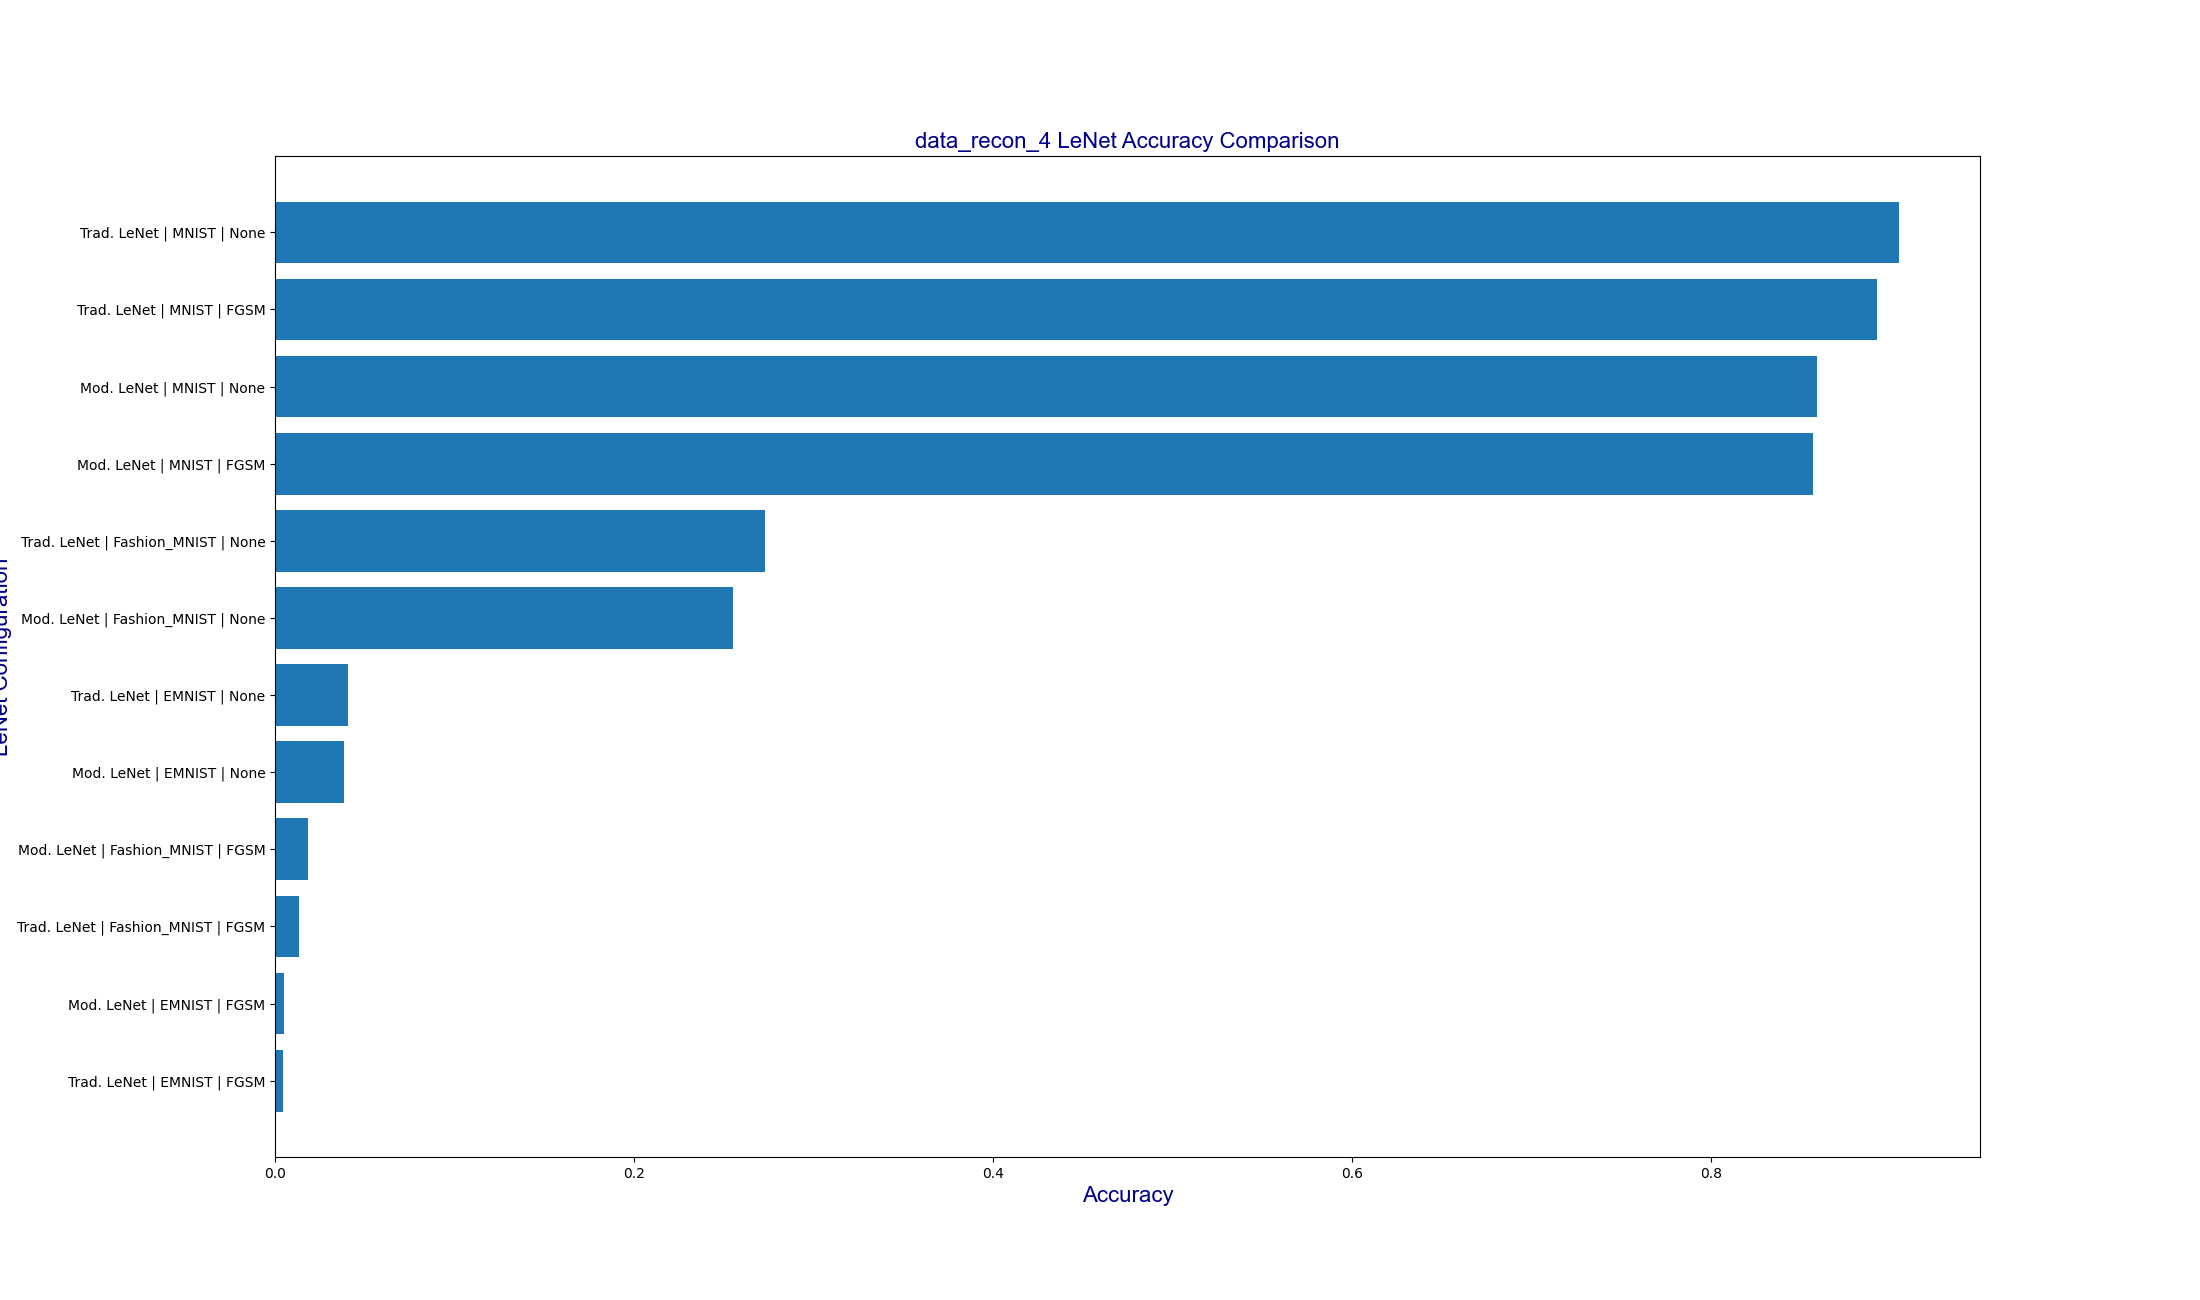 data_recon_4 LeNet Accuracy Comparison
Trad. LeNet | MNIST | None
Trad. LeNet | MNIST | FGSM
Mod. LeNet | MNIST | None
Mod. LeNet | MNIST | FGSM
Trad. LeNet | Fashion_MNIST | None
Mod. LeNet | Fashion_MNIST | None
Trad. LeNet | EMNIST | None
Mod. LeNet | EMNIST | None
Mod. LeNet | Fashion_MNIST | FGSM
Trad. LeNet | Fashion_MNIST | FGSM
Mod. LeNet | EMNIST | FGSM
Trad. LeNet | EMNIST | FGSM
LeNet Configuration
0.0 0.2 0.4 0.6 0.8
Accuracy